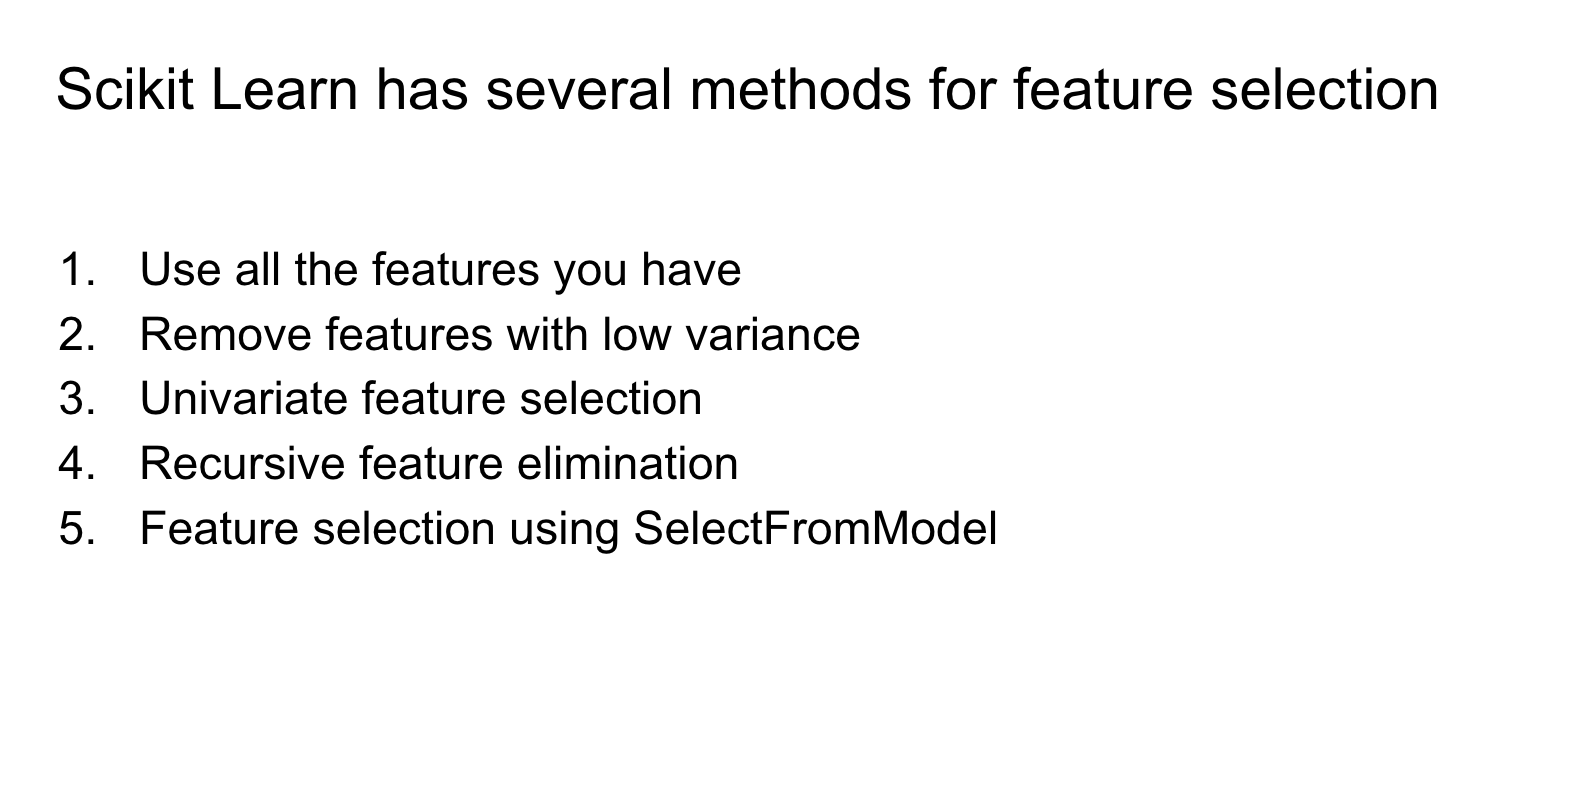 Scikit Learn has several methods for feature selection
1. Use all the features you have
2. Remove features with low variance
3. Univariate feature selection
4. Recursive feature elimination
5. Feature selection using SelectFromModel